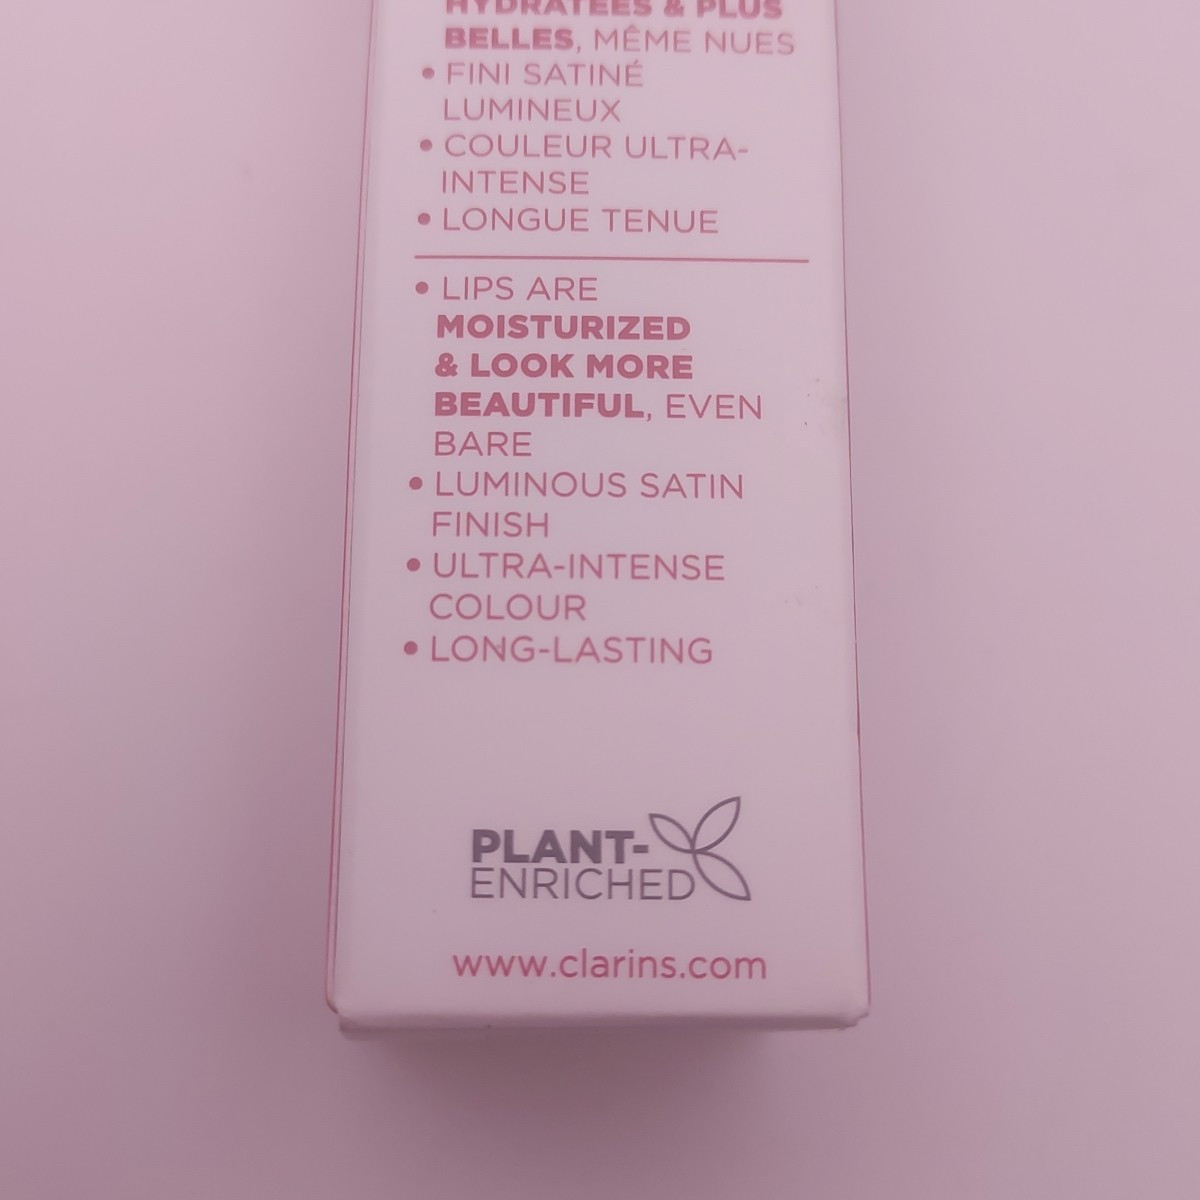 HYDRATÉES & PLUS
BELLES, MÊME NUES
• FINI SATINÉ
LUMINEUX
• COULEUR ULTRA-
INTENSE
• LONGUE TENUE
• LIPS ARE
MOISTURIZED
& LOOK MORE
BEAUTIFUL, EVEN
BARE
• LUMINOUS SATIN
FINISH
• ULTRA-INTENSE
COLOUR
• LONG-LASTING
PLANT-
ENRICHED
www.clarins.com